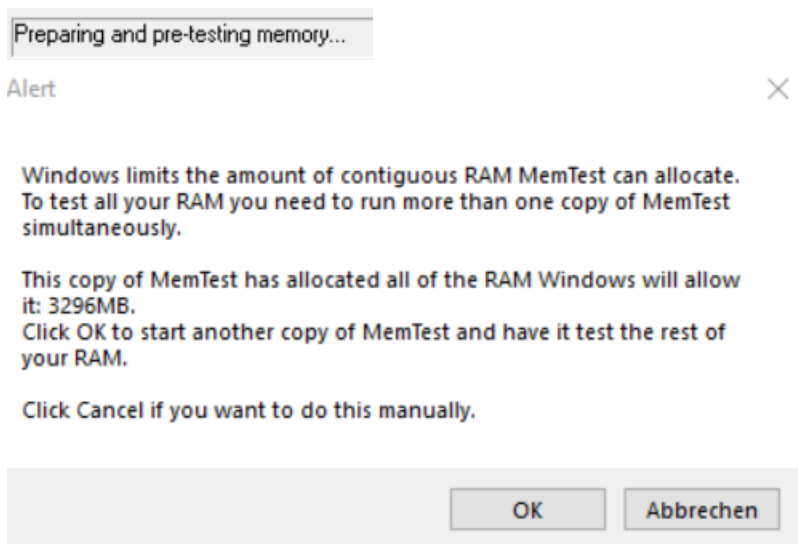 Preparing and pre-testing memory...
Alert
Windows limits the amount of contiguous RAM MemTest can allocate.
To test all your RAM you need to run more than one copy of MemTest
simultaneously.
This copy of MemTest has allocated all of the RAM Windows will allow
it: 3296MB.
Click OK to start another copy of MemTest and have it test the rest of
your RAM.
Click Cancel if you want to do this manually.
OK
Abbrechen